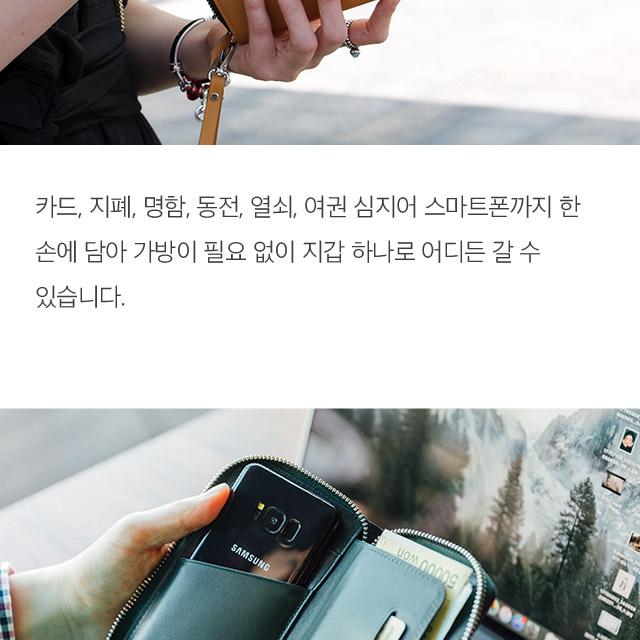 카드, 지폐, 명함, 동전, 열쇠, 여권 심지어 스마트폰까지 한
손에 담아 가방이 필요 없이 지갑 하나로 어디든 갈 수
있습니다.
SAMSUNG
50000 won